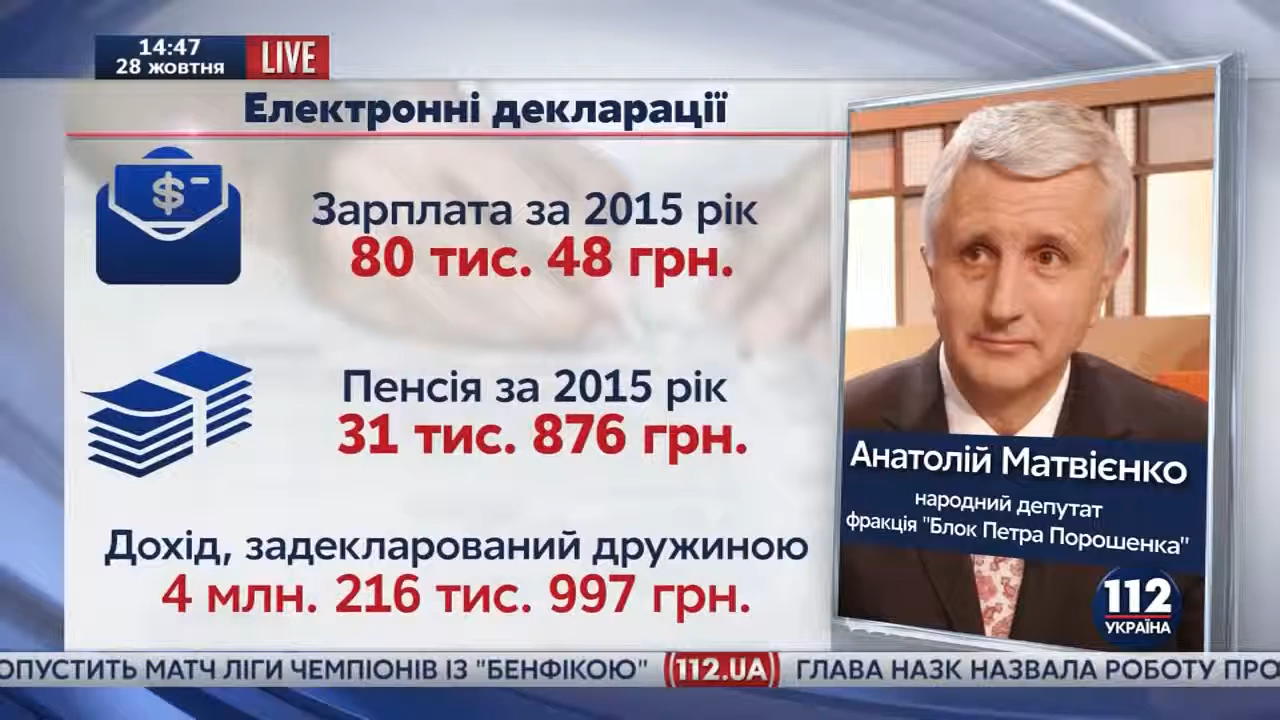 14:47
28 жовтня
LIVE
Електронні декларації
$
Зарплата за 2015 рік
80 тис. 48 грн.
Пенсія за 2015 рік
31 тис. 876 грн.
Дохід, задекларований дружиною
4 млн. 216 тис. 997 грн.
Анатолій Матвієнко
народний депутат
фракція "Блок Петра Порошенка"
112
УКРАЇНА
ОПУСТИТЬ МАТЧ ЛІГИ ЧЕМПІОНІВ ІЗ "БЕНФІКОЮ" (112.UA) ГЛАВА НАЗК НАЗВАЛА РОБОТУ ПРО